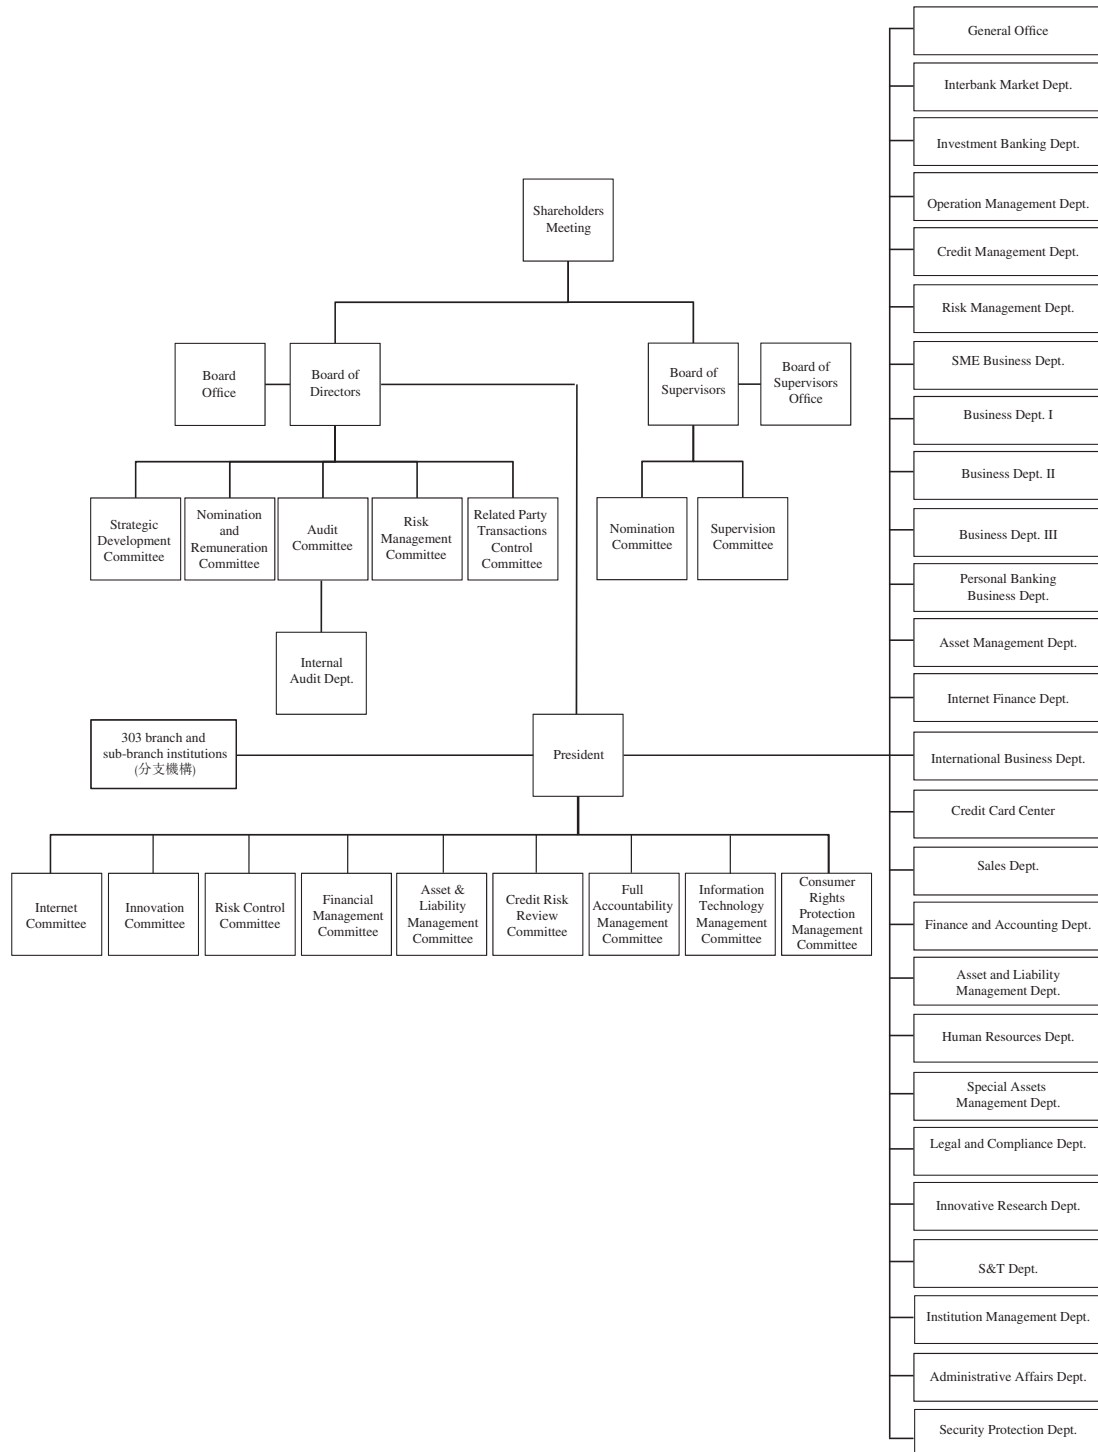 Shareholders
Meeting
Board
Office
Board of
Directors
Board of
Supervisors
Board of
Supervisors
Office
Strategic
Development
Committee
Nomination
and
Remuneration
Committee
Audit
Committee
Risk
Management
Committee
Related Party
Transactions
Control
Committee
Nomination
Committee
Supervision
Committee
Internal
Audit Dept.
303 branch and
sub-branch institutions
(分支機構)
President
Internet
Committee
Innovation
Committee
Risk Control
Committee
Financial
Management
Committee
Asset &
Liability
Management
Committee
Credit Risk
Review
Committee
Full
Accountability
Management
Committee
Information
Technology
Management
Committee
Consumer
Rights
Protection
Management
Committee
General Office
Interbank Market Dept.
Investment Banking Dept.
Operation Management Dept.
Credit Management Dept.
Risk Management Dept.
SME Business Dept.
Business Dept. I
Business Dept. II
Business Dept. III
Personal Banking
Business Dept.
Asset Management Dept.
Internet Finance Dept.
International Business Dept.
Credit Card Center
Sales Dept.
Finance and Accounting Dept.
Asset and Liability
Management Dept.
Human Resources Dept.
Special Assets
Management Dept.
Legal and Compliance Dept.
Innovative Research Dept.
S&T Dept.
Institution Management Dept.
Administrative Affairs Dept.
Security Protection Dept.